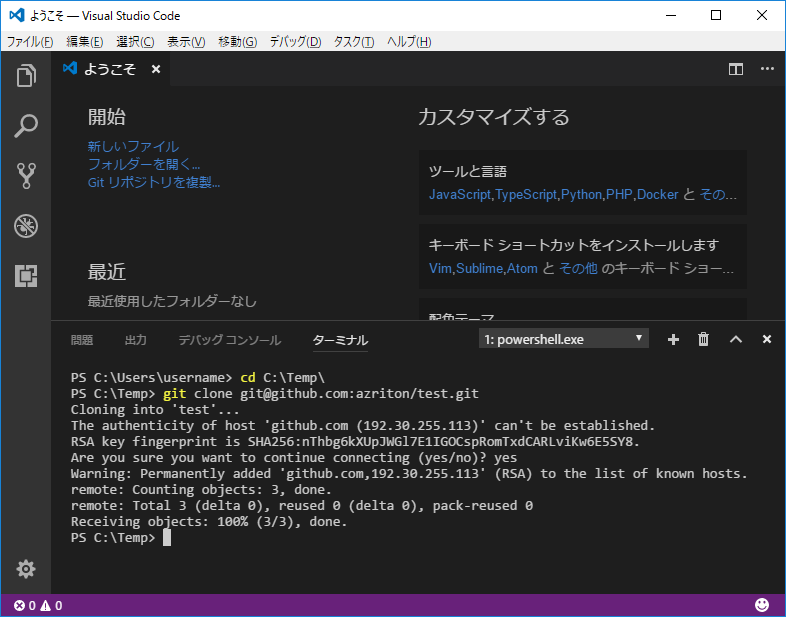 ようこそ — Visual Studio Code
ファイル(F) 編集(E) 選択(C) 表示(V) 移動(G) デバッグ(D) タスク(T) ヘルプ(H)
ようこそ
開始
新しいファイル
フォルダーを開く...
Git リポジトリを複製...
最近
最近使用したフォルダーなし
カスタマイズする
ツールと言語
JavaScript,TypeScript,Python,PHP,Docker と その...
キーボード ショートカットをインストールします
Vim,Sublime,Atom と その他 のキーボード ショー...
配色テーマ
問題 出力 デバッグ コンソール ターミナル 1: powershell.exe
PS C:\Users\username> cd C:\Temp\
PS C:\Temp> git clone git@github.com:azriton/test.git
Cloning into 'test'...
The authenticity of host 'github.com (192.30.255.113)' can't be established.
RSA key fingerprint is SHA256:nThbg6kXUpJWGl7E1IGOCspRomTxdCARLviKw6E5SY8.
Are you sure you want to continue connecting (yes/no)? yes
Warning: Permanently added 'github.com,192.30.255.113' (RSA) to the list of known hosts.
remote: Counting objects: 3, done.
remote: Total 3 (delta 0), reused 0 (delta 0), pack-reused 0
Receiving objects: 100% (3/3), done.
PS C:\Temp>
0 0